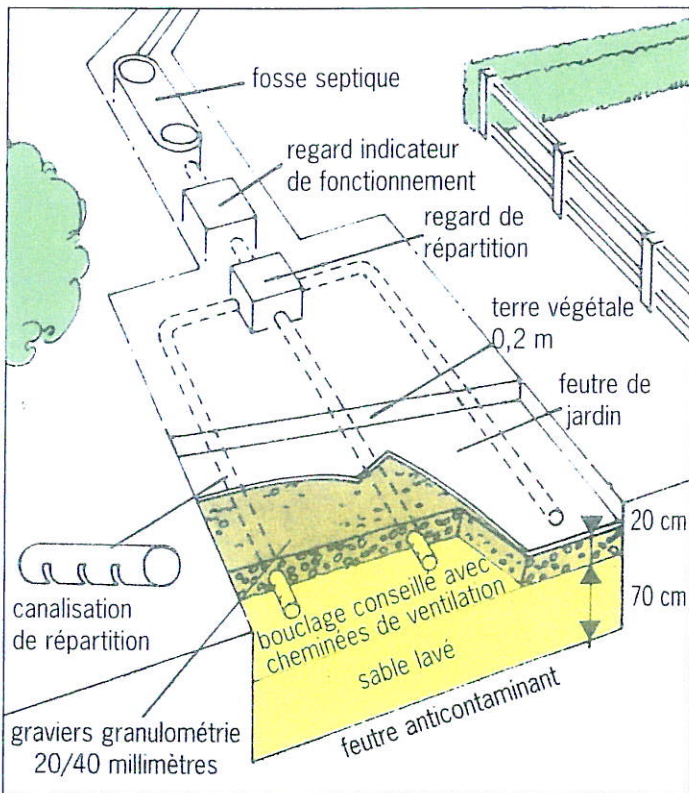 fosse septique
regard indicateur
de fonctionnement
regard de
répartition
terre végétale
0,2 m
feutre de
jardin
20 cm
70 cm
canalisation
de répartition
bouclage conseillé avec
cheminées de ventilation
sable lavé
feutre anticontaminant
graviers granulométrie
20/40 millimètres